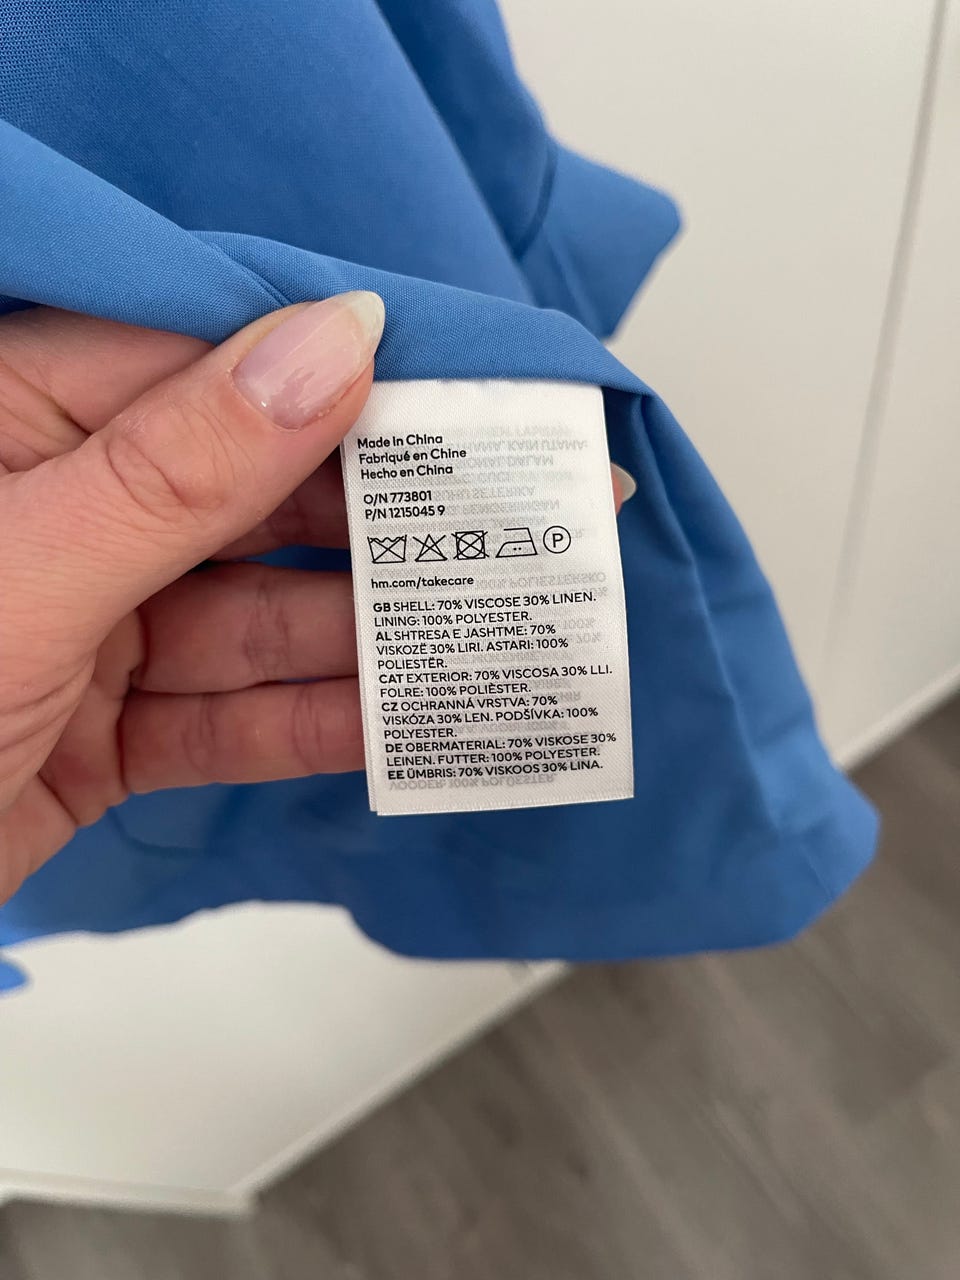 Made in China
Fabriqué en Chine
Hecho en China
O/N 773801
P/N 1215045 9
P
hm.com/takecare
GB SHELL: 70% VISCOSE 30% LINEN.
LINING: 100% POLYESTER.
AL SHTRESA E JASHTME: 70%
VISKOZË 30% LIRI. ASTARI: 100%
POLIESTËR.
CAT EXTERIOR: 70% VISCOSA 30% LLI.
FOLRE: 100% POLIÈSTER.
CZ OCHRANNÁ VRSTVA: 70%
VISKÓZA 30% LEN. PODŠÍVKA: 100%
POLYESTER.
DE OBERMATERIAL: 70% VISKOSE 30%
LEINEN. FUTTER: 100% POLYESTER.
EE ÜMBRIS: 70% VISKOOS 30% LINA.